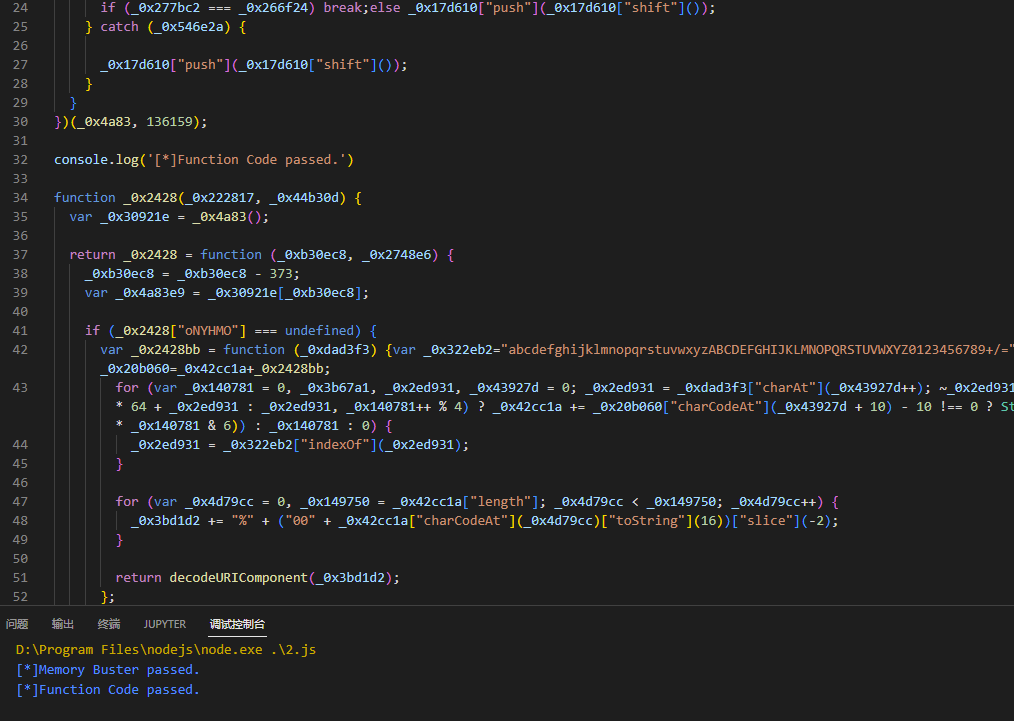 24 if (_0x277bc2 === _0x266f24) break;else _0x17d610["push"](_0x17d610["shift"]());
25 } catch (_0x546e2a) {
26
27 _0x17d610["push"](_0x17d610["shift"]());
28 }
29 }
30 })(_0x4a83, 136159);
31
32 console.log('[*]Function Code passed.')
33
34 function _0x2428(_0x222817, _0x44b30d) {
35 var _0x30921e = _0x4a83();
36
37 return _0x2428 = function (_0xb30ec8, _0x2748e6) {
38 _0xb30ec8 = _0xb30ec8 - 373;
39 var _0x4a83e9 = _0x30921e[_0xb30ec8];
40
41 if (_0x2428["oNYHMO"] === undefined) {
42 var _0x2428bb = function (_0xdad3f3) {var _0x322eb2="abcdefghijklmnopqrstuvwxyzABCDEFGHIJKLMNOPQRSTUVWXYZ0123456789+/="
_0x20b060=_0x42cc1a+_0x2428bb;
43 for (var _0x140781 = 0, _0x3b67a1, _0x2ed931, _0x43927d = 0; _0x2ed931 = _0xdad3f3["charAt"](_0x43927d++); ~_0x2ed931
* 64 + _0x2ed931 : _0x2ed931, _0x140781++ % 4) ? _0x42cc1a += _0x20b060["charCodeAt"](_0x43927d + 10) - 10 !== 0 ? St
* _0x140781 & 6)) : _0x140781 : 0) {
44 _0x2ed931 = _0x322eb2["indexOf"](_0x2ed931);
45 }
46
47 for (var _0x4d79cc = 0, _0x149750 = _0x42cc1a["length"]; _0x4d79cc < _0x149750; _0x4d79cc++) {
48 _0x3bd1d2 += "%" + ("00" + _0x42cc1a["charCodeAt"](_0x4d79cc)["toString"](16))["slice"](-2);
49 }
50
51 return decodeURIComponent(_0x3bd1d2);
52 };
问题 输出 终端 JUPYTER 调试控制台
D:\Program Files\nodejs\node.exe .\2.js
[*]Memory Buster passed.
[*]Function Code passed.